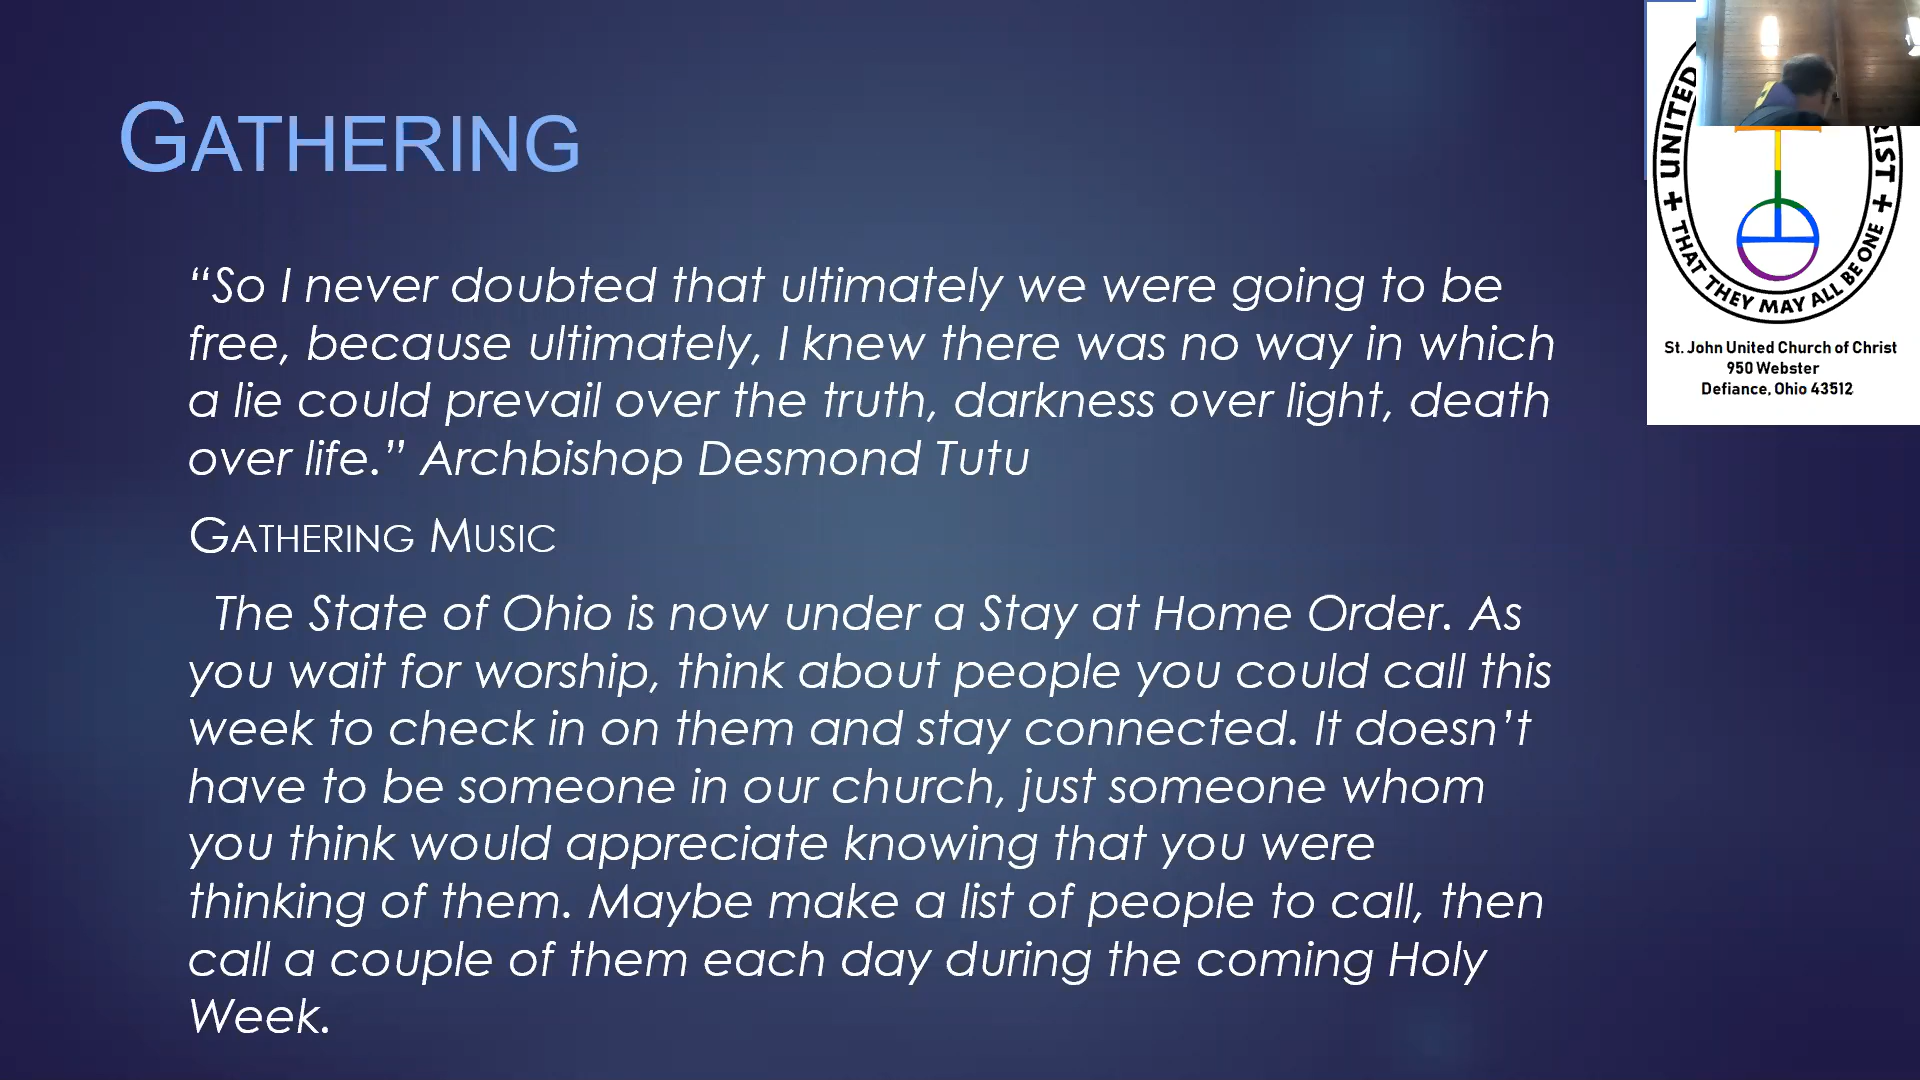 GATHERING
“So I never doubted that ultimately we were going to be
free, because ultimately, I knew there was no way in which
a lie could prevail over the truth, darkness over light, death
over life.” Archbishop Desmond Tutu
GATHERING MUSIC
The State of Ohio is now under a Stay at Home Order. As
you wait for worship, think about people you could call this
week to check in on them and stay connected. It doesn’t
have to be someone in our church, just someone whom
you think would appreciate knowing that you were
thinking of them. Maybe make a list of people to call, then
call a couple of them each day during the coming Holy
Week.
UNITED
RIST
+ THAT THEY MAY ALL BE ONE +
St. John United Church of Christ
950 Webster
Defiance, Ohio 43512